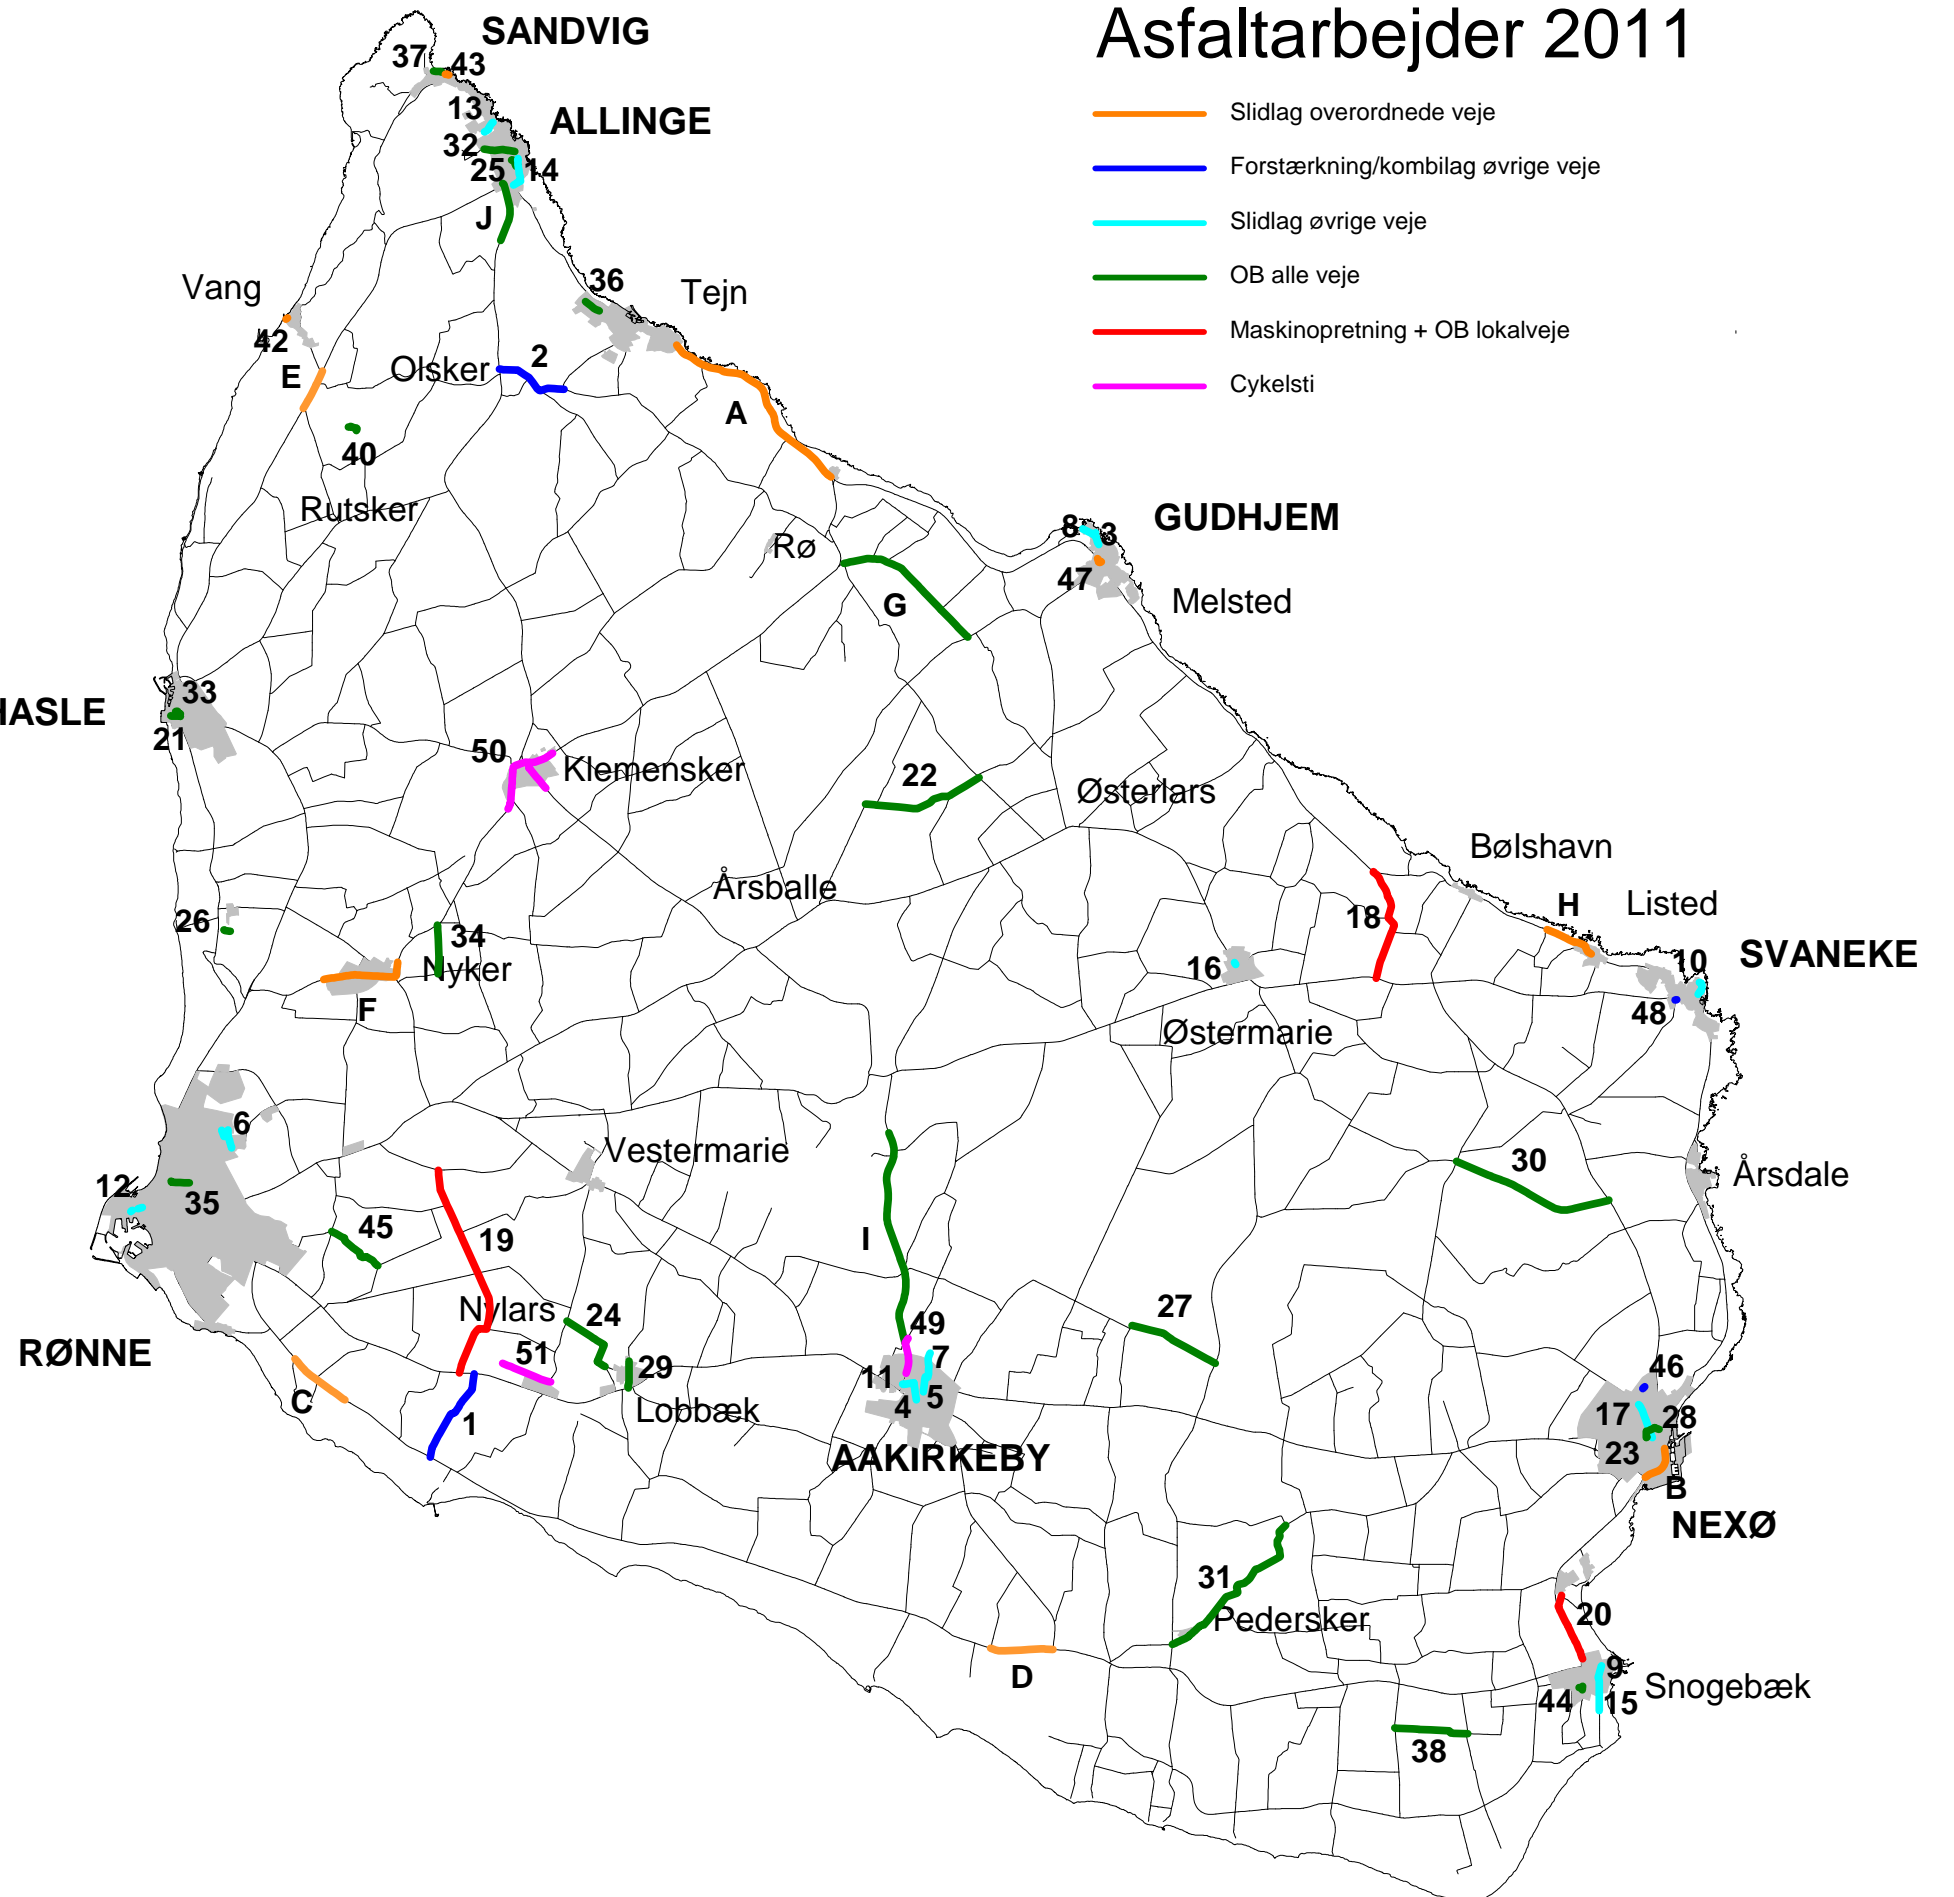 Asfaltarbejder 2011
Slidlag overordnede veje
Forstærkning/kombilag øvrige veje
Slidlag øvrige veje
OB alle veje
Maskinopretning + OB lokalveje
Cykelsti
SANDVIG
37
43
13
ALLINGE
32
25
14
J
Vang
36
Tejn
42
E
Olsker
2
A
40
Rutsker
GUDHJEM
8
3
Rø
47
G
Melsted
33
HASLE
21
50
Klemensker
22
Østerlars
Bølshavn
Årsballe
H
Listed
26
34
18
SVANEKE
10
Nyker
16
F
48
Østermarie
6
Vestermarie
30
Årsdale
12
35
45
19
I
Nylars
24
27
49
RØNNE
51
7
46
29
11
C
5
4
1
Lobbæk
17
28
23
AAKIRKEBY
B
NEXØ
31
Pedersker
20
D
9
Snogebæk
44
15
38